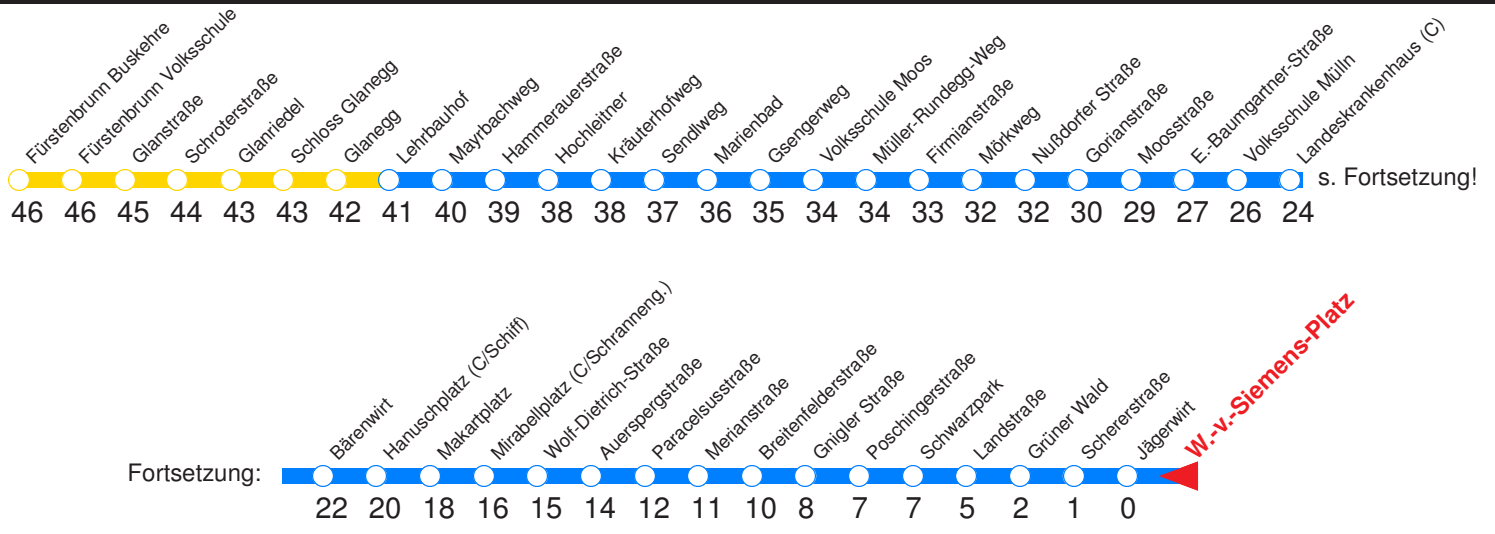 Fürstenbrunn Buskehre
Fürstenbrunn Volksschule
Glanstraße
Schroterstraße
Glanriedel
Schloss Glanegg
Glanegg
Lehrbauhof
Mayrbachweg
Hammerauerstraße
Hochleitner
Kräuterhofweg
Sendlweg
Marienbad
Gsengerweg
Volksschule Moos
Müller-Rundegg-Weg
Firmianstraße
Mörkweg
Nußdorfer Straße
Gorianstraße
Moosstraße
E.-Baumgartner-Straße
Volksschule Mülln
Landeskrankenhaus (C)
s. Fortsetzung!
46 46 45 44 43 43 42 41 40 39 38 38 37 36 35 34 34 33 32 32 30 29 27 26 24
Fortsetzung:
Bärenwirt
Hanuschplatz (C/Schiff)
Makartplatz
Mirabellplatz (C/Schranneng.)
Wolf-Dietrich-Straße
Auerspergstraße
Paracelsusstraße
Merianstraße
Breitenfelderstraße
Gnigler Straße
Poschingerstraße
Schwarzpark
Landstraße
Grüner Wald
Schererstraße
Jägerwirt
W.-v.-Siemens-Platz
22 20 18 16 15 14 12 11 10 8 7 7 5 2 1 0